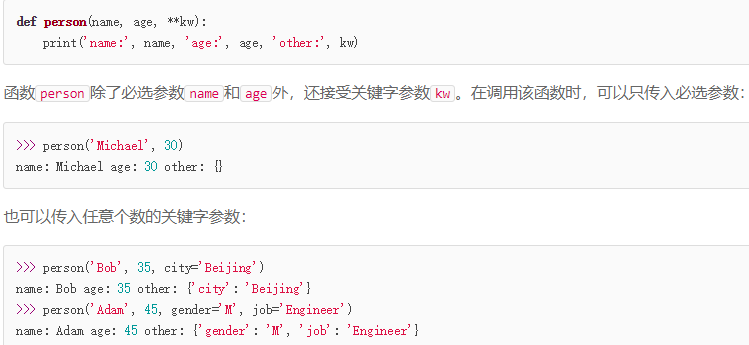 def person(name, age, **kw):
    print('name:', name, 'age:', age, 'other:', kw)
函数person除了必选参数name和age外，还接受关键字参数kw。在调用该函数时，可以只传入必选参数：
>>> person('Michael', 30)
name: Michael age: 30 other: {}
也可以传入任意个数的关键字参数：
>>> person('Bob', 35, city='Beijing')
name: Bob age: 35 other: {'city': 'Beijing'}
>>> person('Adam', 45, gender='M', job='Engineer')
name: Adam age: 45 other: {'gender': 'M', 'job': 'Engineer'}